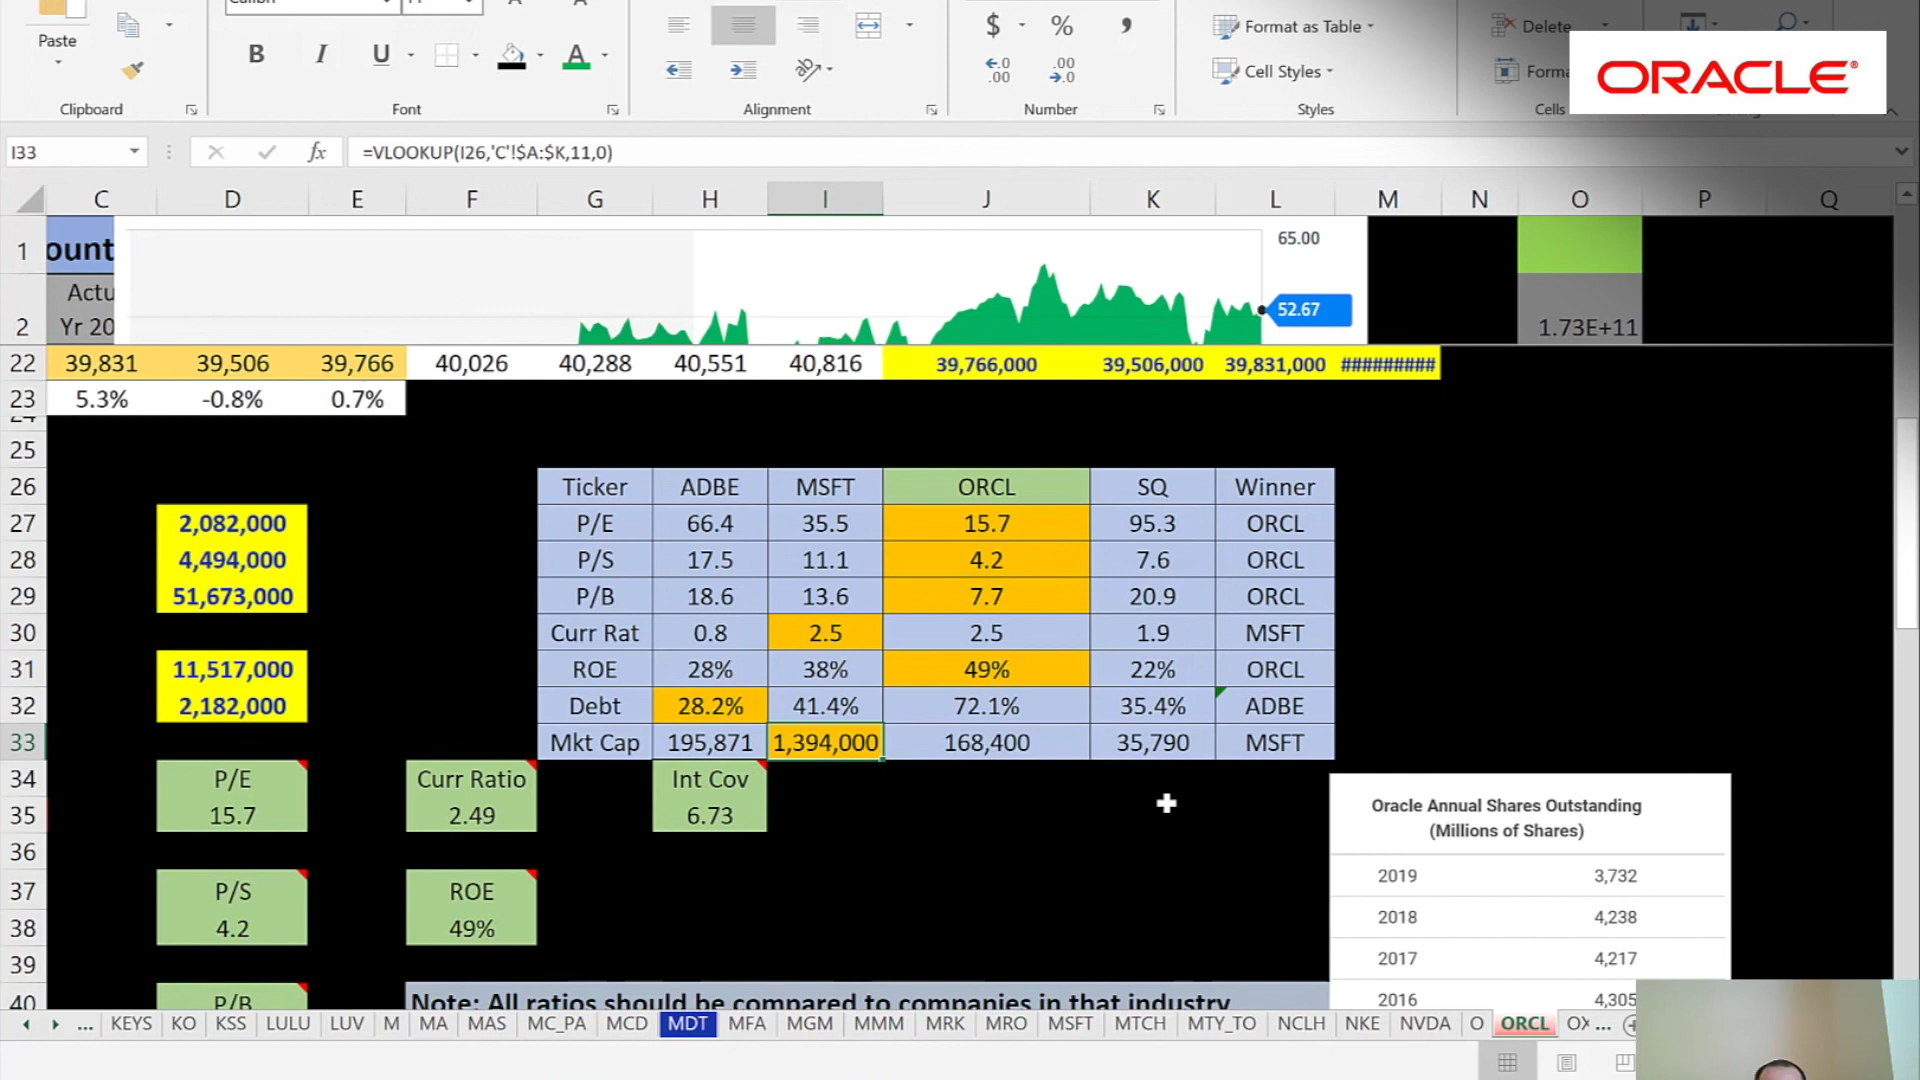 Paste
B I U
A
$ % ,
Format as Table
Cell Styles
Delete
ORACLE
Clipboard
Font
Alignment
Number
Styles
Cells
I33
fx
=VLOOKUP(I26,'C'!$A:$K,11,0)
C D E F G H I J K L M N O P Q
1
ount
65.00
52.67
2
Actu
Yr 20
1.73E+11
22 39,831 39,506 39,766 40,026 40,288 40,551 40,816 39,766,000 39,506,000 39,831,000 #########
23 5.3% -0.8% 0.7%
24
25
26 Ticker ADBE MSFT ORCL SQ Winner
27 2,082,000 P/E 66.4 35.5 15.7 95.3 ORCL
28 4,494,000 P/S 17.5 11.1 4.2 7.6 ORCL
29 51,673,000 P/B 18.6 13.6 7.7 20.9 ORCL
30 Curr Rat 0.8 2.5 2.5 1.9 MSFT
31 11,517,000 ROE 28% 38% 49% 22% ORCL
32 2,182,000 Debt 28.2% 41.4% 72.1% 35.4% ADBE
33 Mkt Cap 195,871 1,394,000 168,400 35,790 MSFT
34 P/E Curr Ratio Int Cov
35 15.7 2.49 6.73
36
37 P/S ROE
38 4.2 49%
39
40 P/B
Note: All ratios should be compared to companies in that industry
Oracle Annual Shares Outstanding
(Millions of Shares)
2019 3,732
2018 4,238
2017 4,217
2016 4,305
... KEYS KO KSS LULU LUV M MA MAS MC_PA MCD MDT MFA MGM MMM MRK MRO MSFT MTCH MTY_TO NCLH NKE NVDA O ORCL OX ...